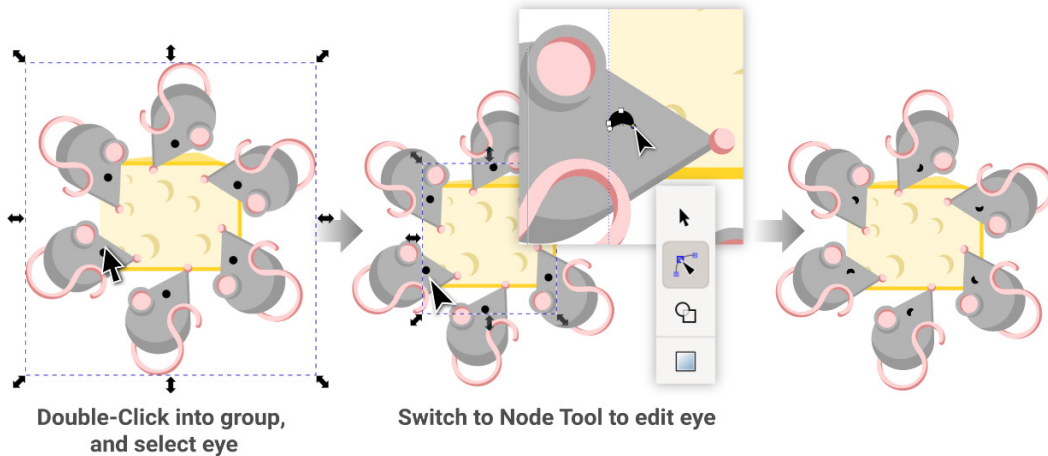 Double-Click into group,
and select eye
Switch to Node Tool to edit eye